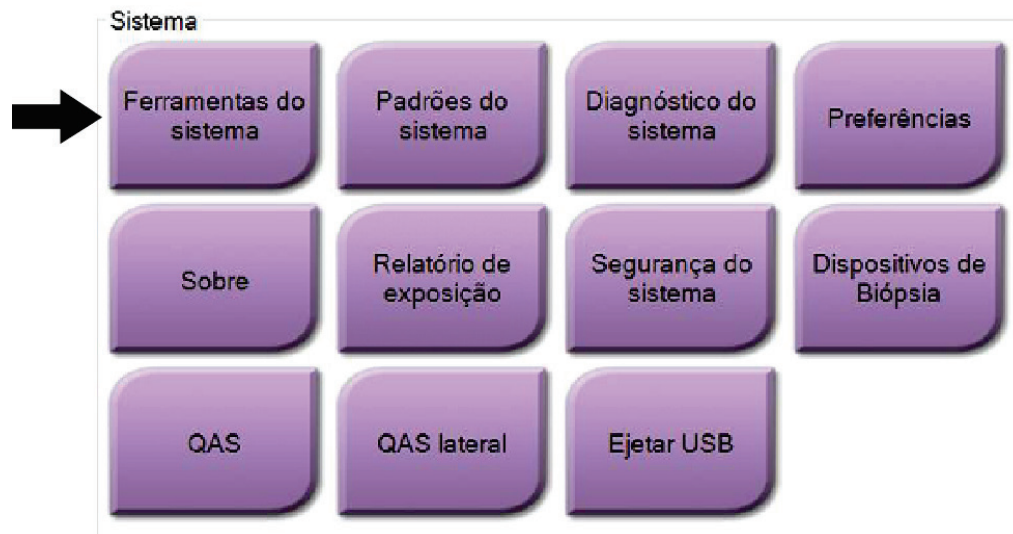 Sistema
Ferramentas do
sistema
Padrões do
sistema
Diagnóstico do
sistema
Preferências
Sobre
Relatório de
exposição
Segurança do
sistema
Dispositivos de
Biópsia
QAS
QAS lateral
Ejetar USB